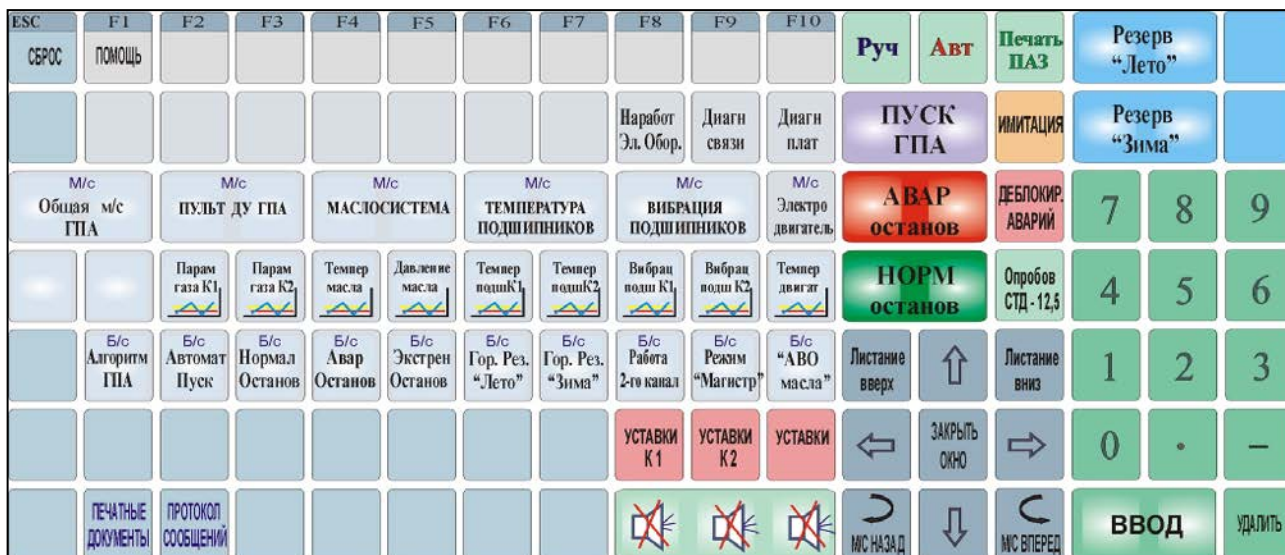 ESC F1 F2 F3 F4 F5 F6 F7 F8 F9 F10
СБРОС ПОМОЩЬ Руч Авт Печать ПАЗ Резерв “Лето”
Наработ Эл. Обор. Диагн связи Диагн плат ПУСК ГПА ИМИТАЦИЯ Резерв “Зима”
М/с М/с М/с М/с М/с М/с
Общая м/с ГПА ПУЛЬТ ДУ ГПА МАСЛОСИСТЕМА ТЕМПЕРАТУРА ПОДШИПНИКОВ ВИБРАЦИЯ ПОДШИПНИКОВ Электро двигатель АВАР останов ДЕБЛОКИР. АВАРИЙ 7 8 9
Парам газа К1 Парам газа К2 Темпер масла Давление масла Темпер подшК1 Темпер подшК2 Вибрац подш К1 Вибрац подш К2 Темпер двигат НОРМ останов Опробов СТД - 12,5 4 5 6
Б/с Б/с Б/с Б/с Б/с Б/с Б/с Б/с Б/с Б/с
Алгоритм ГПА Автомат Пуск Нормал Останов Авар Останов Экстрен Останов Гор. Рез. “Лето” Гор. Рез. “Зима” Работа 2-го канал Режим “Магистр” “АВО масла” Листание вверх Листание вниз 1 2 3
УСТАВКИ К 1 УСТАВКИ К 2 УСТАВКИ ЗАКРЫТЬ ОКНО 0 · –
ПЕЧАТНЫЕ ДОКУМЕНТЫ ПРОТОКОЛ СООБЩЕНИЙ М/С НАЗАД М/С ВПЕРЕД ВВОД УДАЛИТЬ